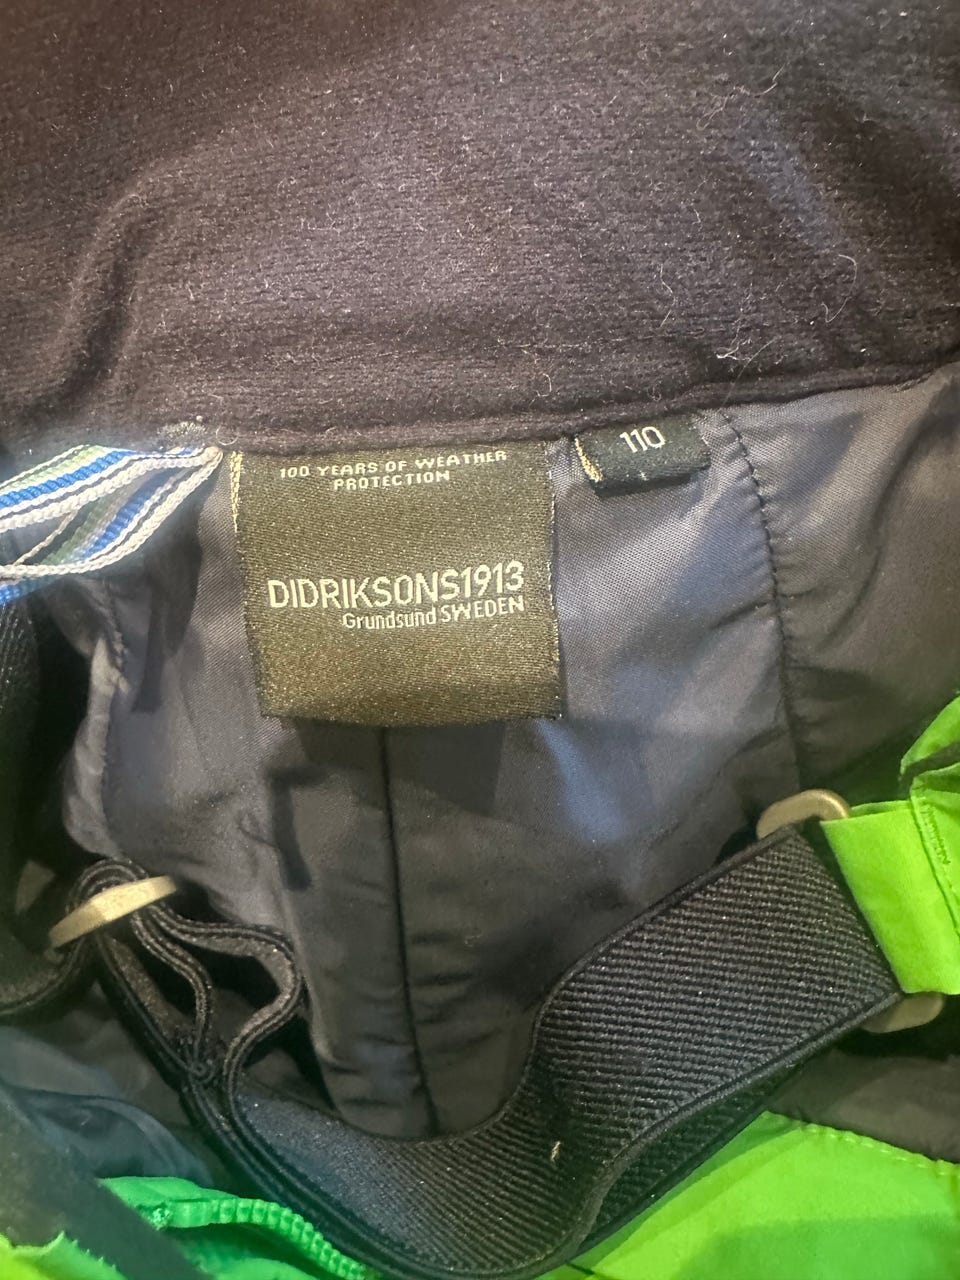 100 YEARS OF WEATHER
PROTECTION
DIDRIKSONS1913
Grundsund SWEDEN
110